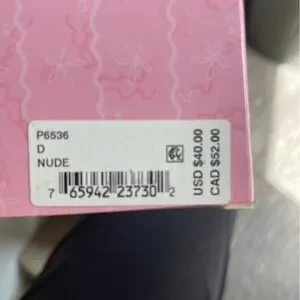 P6536
D
NUDE
7 65942 23730 2
USD $40.00
CAD $52.00